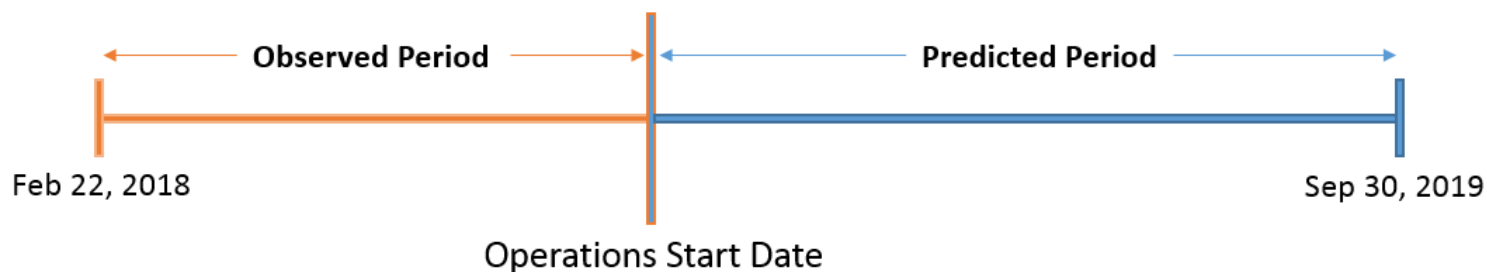 Observed Period
Predicted Period
Feb 22, 2018
Sep 30, 2019
Operations Start Date